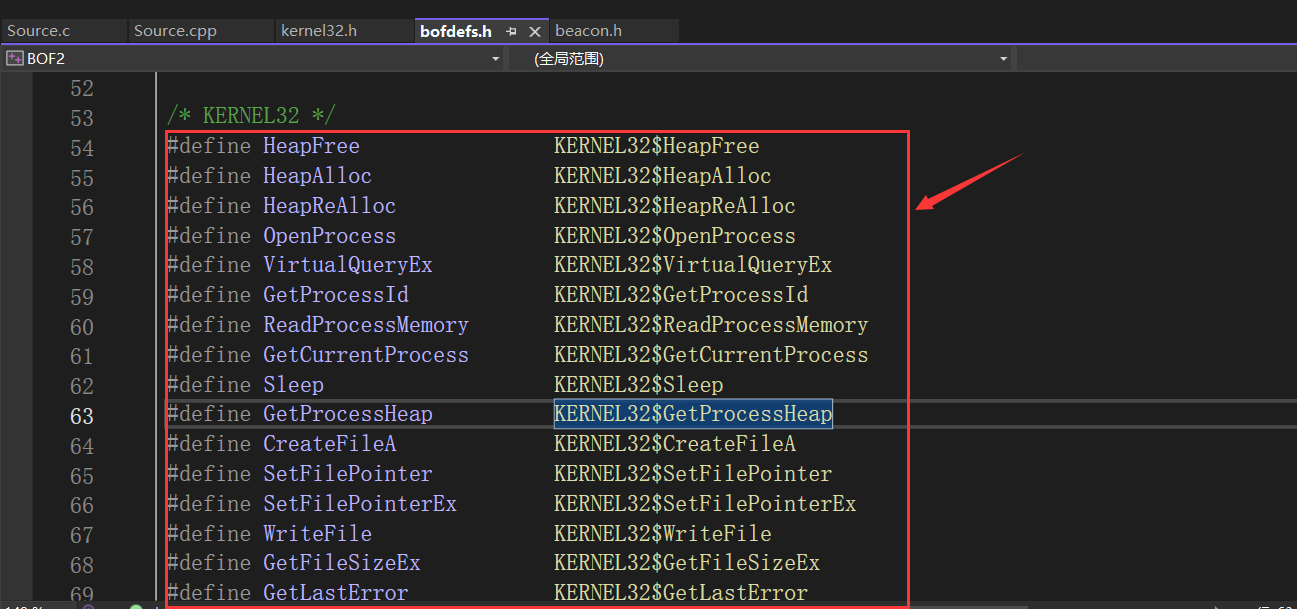 Source.c Source.cpp kernel32.h bofdefs.h beacon.h
BOF2 (全局范围)
52
53 /* KERNEL32 */
54 #define HeapFree KERNEL32$HeapFree
55 #define HeapAlloc KERNEL32$HeapAlloc
56 #define HeapReAlloc KERNEL32$HeapReAlloc
57 #define OpenProcess KERNEL32$OpenProcess
58 #define VirtualQueryEx KERNEL32$VirtualQueryEx
59 #define GetProcessId KERNEL32$GetProcessId
60 #define ReadProcessMemory KERNEL32$ReadProcessMemory
61 #define GetCurrentProcess KERNEL32$GetCurrentProcess
62 #define Sleep KERNEL32$Sleep
63 #define GetProcessHeap KERNEL32$GetProcessHeap
64 #define CreateFileA KERNEL32$CreateFileA
65 #define SetFilePointer KERNEL32$SetFilePointer
66 #define SetFilePointerEx KERNEL32$SetFilePointerEx
67 #define WriteFile KERNEL32$WriteFile
68 #define GetFileSizeEx KERNEL32$GetFileSizeEx
69 #define GetLastError KERNEL32$GetLastError